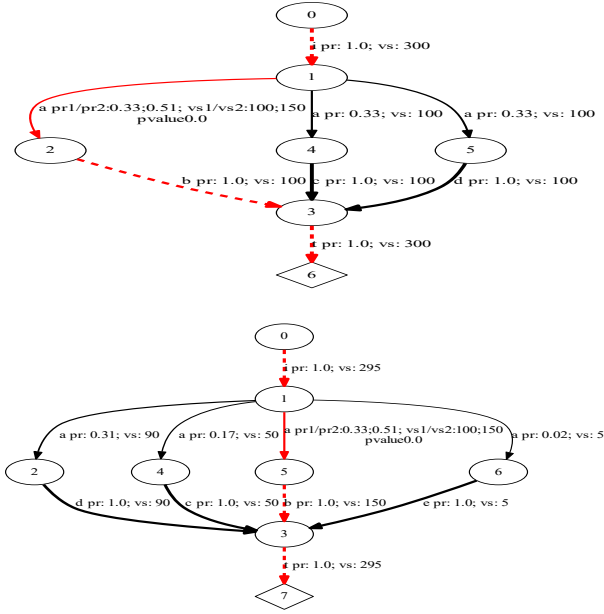 0
i pr: 1.0; vs: 300
1
a pr1/pr2:0.33;0.51; vs1/vs2:100;150
pvalue0.0
a pr: 0.33; vs: 100
a pr: 0.33; vs: 100
2
4
5
b pr: 1.0; vs: 100
c pr: 1.0; vs: 100
d pr: 1.0; vs: 100
3
t pr: 1.0; vs: 300
6
0
i pr: 1.0; vs: 295
1
a pr: 0.31; vs: 90
a pr: 0.17; vs: 50
a pr1/pr2:0.33;0.51; vs1/vs2:100;150
pvalue0.0
a pr: 0.02; vs: 5
2
4
5
6
d pr: 1.0; vs: 90
c pr: 1.0; vs: 50
b pr: 1.0; vs: 150
e pr: 1.0; vs: 5
3
t pr: 1.0; vs: 295
7